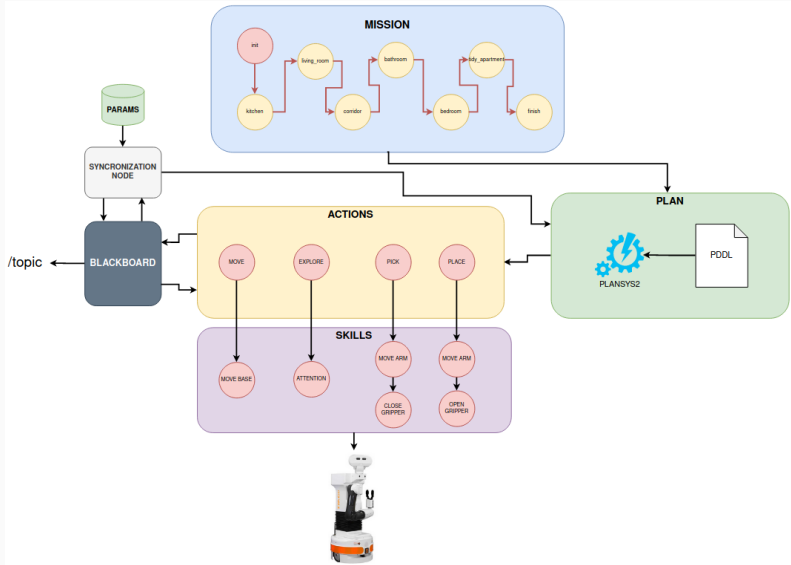 MISSION
init
living_room
bathroom
tidy_apartment
kitchen
corridor
bedroom
finish
PARAMS
SYNCRONIZATION
NODE
BLACKBOARD
/topic
ACTIONS
MOVE
EXPLORE
PICK
PLACE
PLAN
PLANSYS2
PDDL
SKILLS
MOVE BASE
ATTENTION
MOVE ARM
MOVE ARM
CLOSE
GRIPPER
OPEN
GRIPPER